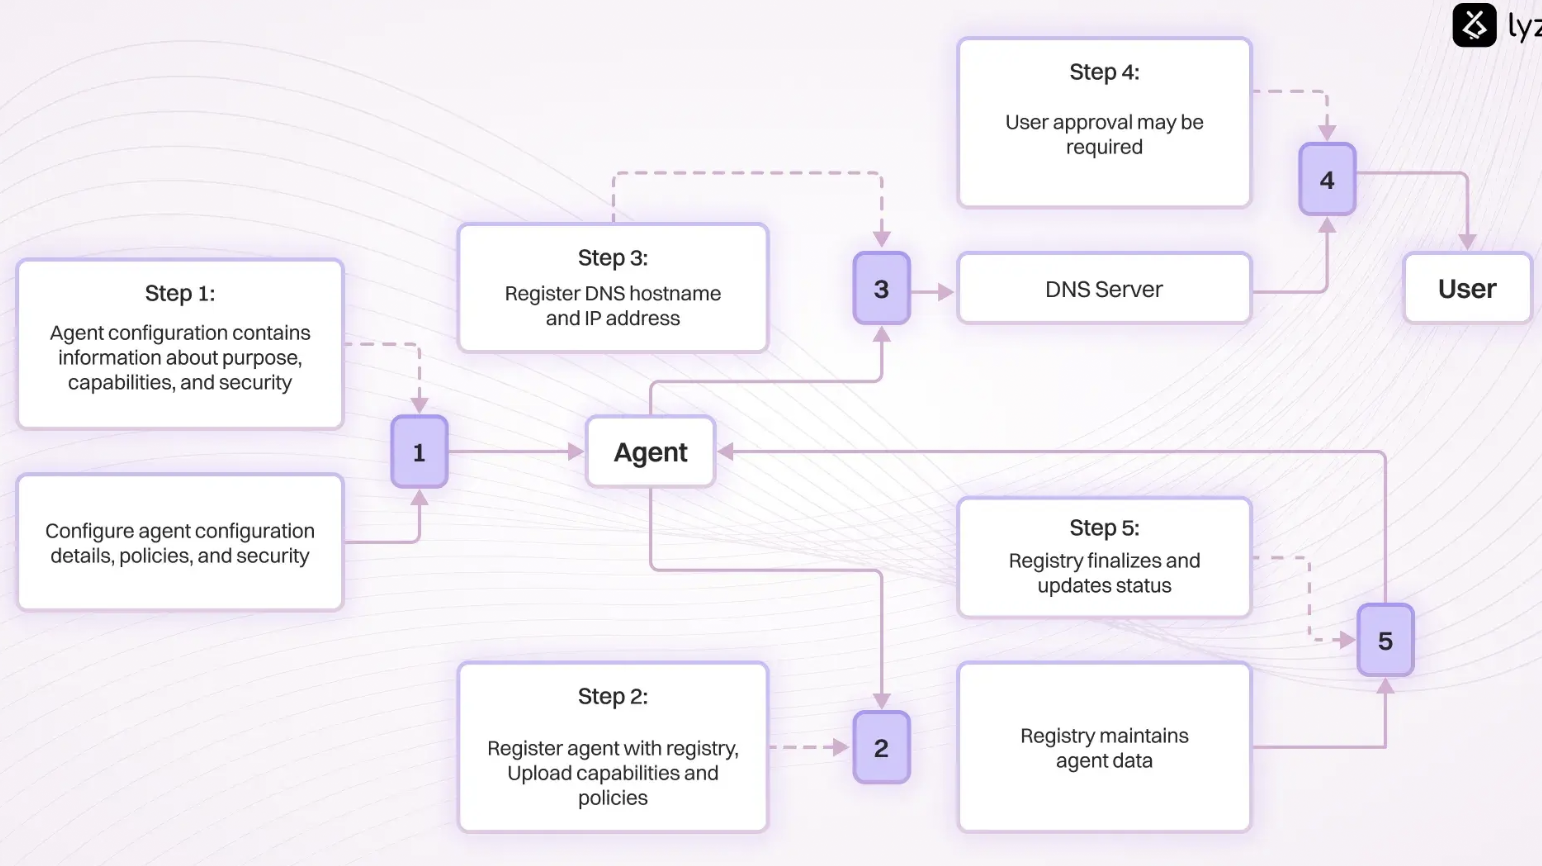 lyz
Step 4:
User approval may be
required
4
Step 3:
Register DNS hostname
and IP address
3
DNS Server
User
Step 1:
Agent configuration contains
information about purpose,
capabilities, and security
1
Agent
Configure agent configuration
details, policies, and security
Step 5:
Registry finalizes and
updates status
5
Step 2:
Register agent with registry,
Upload capabilities and
policies
2
Registry maintains
agent data